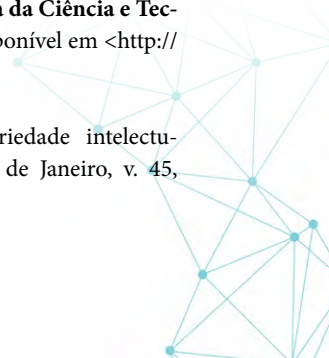 da Ciência e Tec-
ponível em <http://
riedade intelectu-
de Janeiro, v. 45,